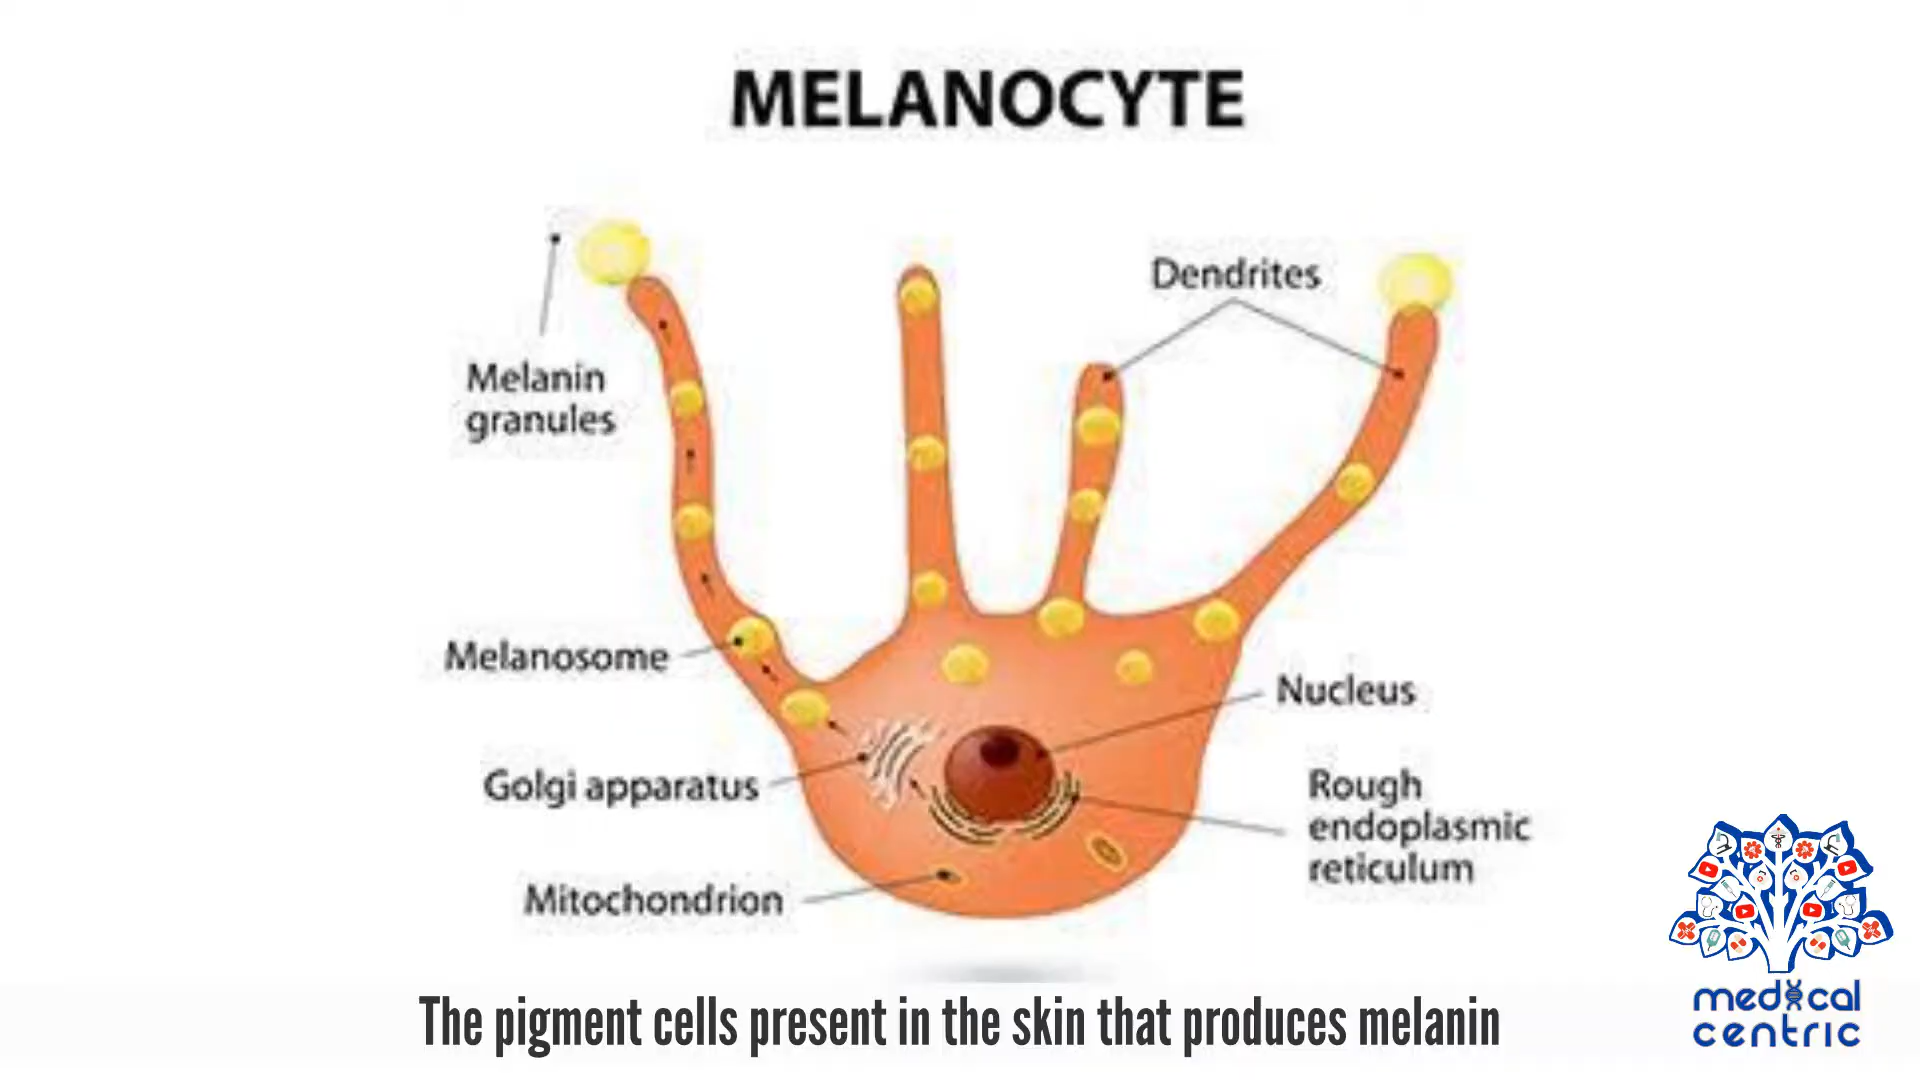 MELANOCYTE
Dendrites
Melanin
granules
Melanosome
Nucleus
Golgi apparatus
Rough
endoplasmic
reticulum
Mitochondrion
The pigment cells present in the skin that produces melanin
medical
centric